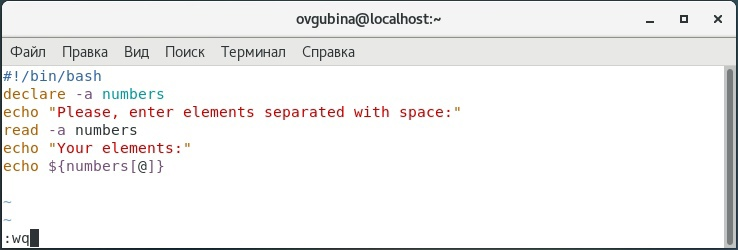 ovgubina@localhost:~
Файл Правка Вид Поиск Терминал Справка
#!/bin/bash
declare -a numbers
echo "Please, enter elements separated with space:"
read -a numbers
echo "Your elements:"
echo ${numbers[@]}
~
~
:wq